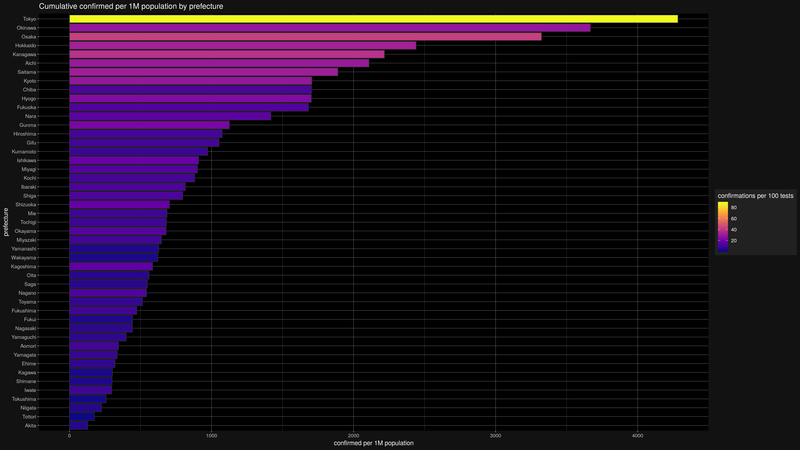 Cumulative confirmed per 1M population by prefecture
Tokyo
Okinawa
Osaka
Hokkaido
Kanagawa
Aichi
Saitama
Kyoto
Chiba
Hyogo
Fukuoka
Nara
Gunma
Hiroshima
Gifu
Kumamoto
Ishikawa
Miyagi
Kochi
Ibaraki
Shiga
Shizuoka
Mie
Tochigi
Okayama
Miyazaki
Yamanashi
Wakayama
Kagoshima
Oita
Saga
Nagano
Toyama
Fukushima
Fukui
Nagasaki
Yamaguchi
Aomori
Yamagata
Ehime
Kagawa
Shimane
Iwate
Tokushima
Niigata
Tottori
Akita
prefecture
0 1000 2000 3000 4000
confirmed per 1M population
confirmations per 100 tests
80
60
40
20